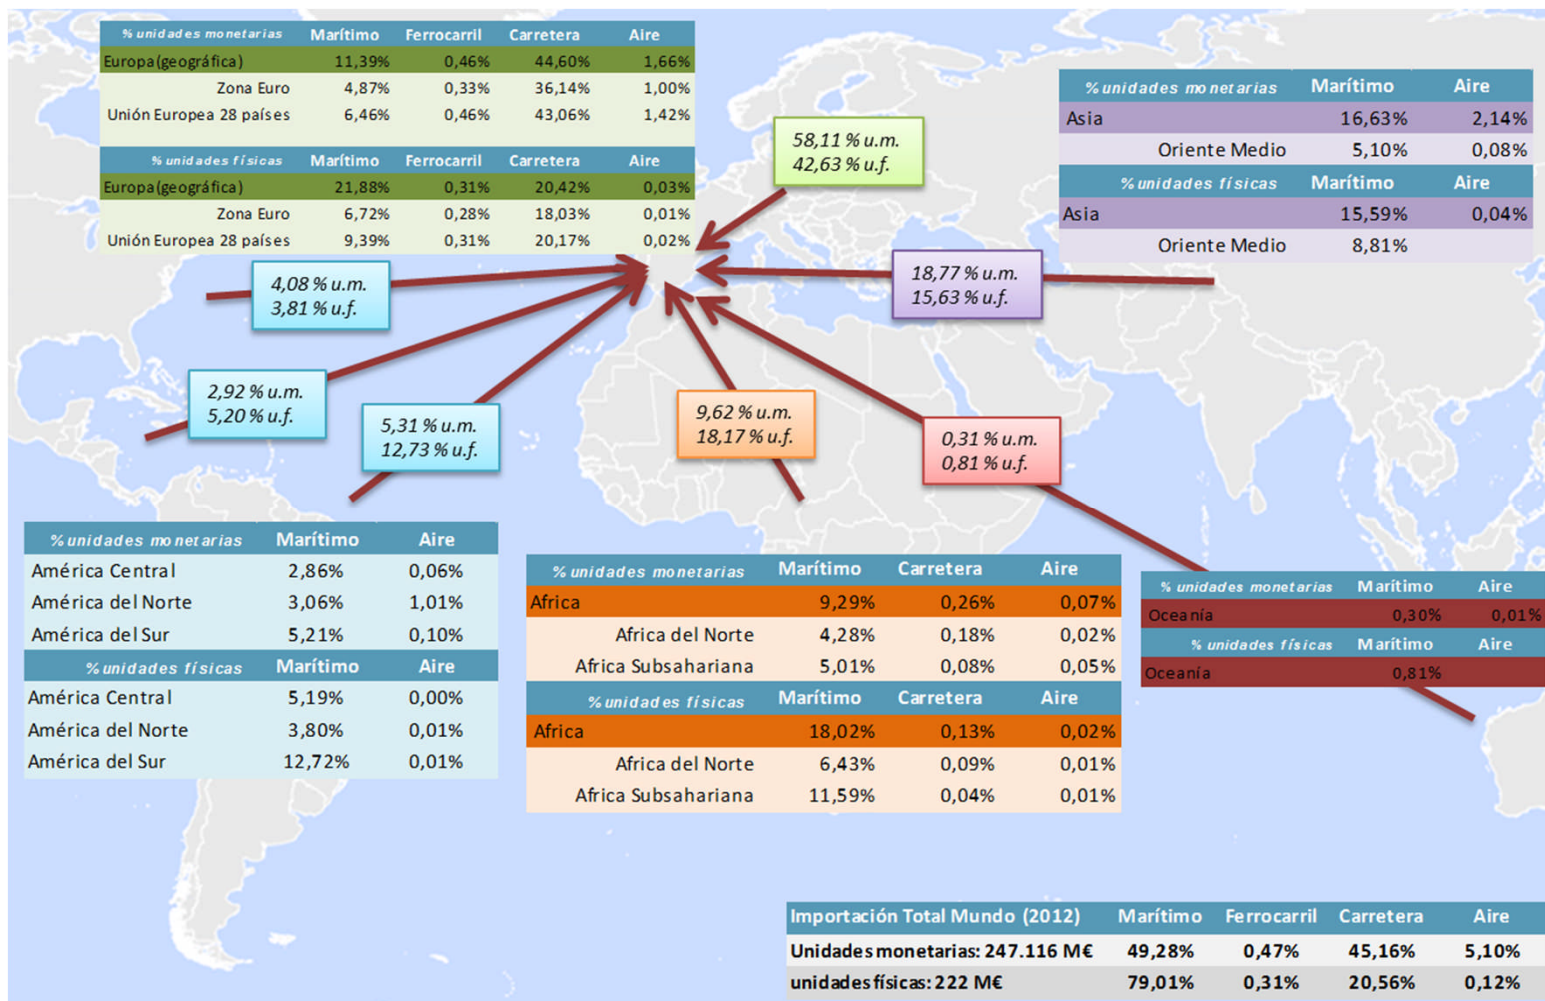 % unidades monetarias Marítimo Ferrocarril Carretera Aire
Europa(geográfica) 11,39% 0,46% 44,60% 1,66%
Zona Euro 4,87% 0,33% 36,14% 1,00%
Unión Europea 28 países 6,46% 0,46% 43,06% 1,42%
% unidades físicas Marítimo Ferrocarril Carretera Aire
Europa(geográfica) 21,88% 0,31% 20,42% 0,03%
Zona Euro 6,72% 0,28% 18,03% 0,01%
Unión Europea 28 países 9,39% 0,31% 20,17% 0,02%
% unidades monetarias Marítimo Aire
Asia 16,63% 2,14%
Oriente Medio 5,10% 0,08%
% unidades físicas Marítimo Aire
Asia 15,59% 0,04%
Oriente Medio 8,81%
58,11 % u.m.
42,63 % u.f.
4,08 % u.m.
3,81 % u.f.
18,77 % u.m.
15,63 % u.f.
2,92 % u.m.
5,20 % u.f.
5,31 % u.m.
12,73 % u.f.
9,62 % u.m.
18,17 % u.f.
0,31 % u.m.
0,81 % u.f.
% unidades monetarias Marítimo Aire
América Central 2,86% 0,06%
América del Norte 3,06% 1,01%
América del Sur 5,21% 0,10%
% unidades físicas Marítimo Aire
América Central 5,19% 0,00%
América del Norte 3,80% 0,01%
América del Sur 12,72% 0,01%
% unidades monetarias Marítimo Carretera Aire
Africa 9,29% 0,26% 0,07%
Africa del Norte 4,28% 0,18% 0,02%
Africa Subsahariana 5,01% 0,08% 0,05%
% unidades físicas Marítimo Carretera Aire
Africa 18,02% 0,13% 0,02%
Africa del Norte 6,43% 0,09% 0,01%
Africa Subsahariana 11,59% 0,04% 0,01%
% unidades monetarias Marítimo Aire
Oceanía 0,30% 0,01%
% unidades físicas Marítimo Aire
Oceanía 0,81%
Importación Total Mundo (2012) Marítimo Ferrocarril Carretera Aire
Unidades monetarias: 247.116 M€ 49,28% 0,47% 45,16% 5,10%
unidades físicas: 222 M€ 79,01% 0,31% 20,56% 0,12%